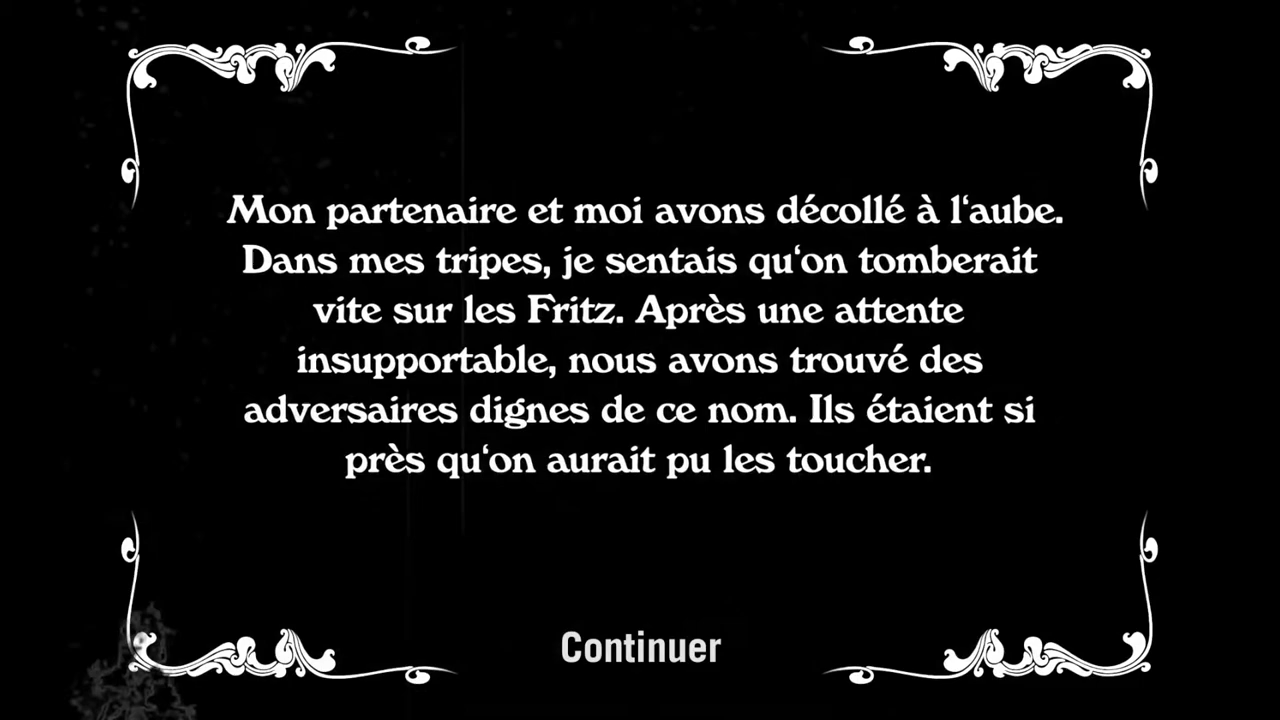 Mon partenaire et moi avons décollé à l‘aube.
Dans mes tripes, je sentais qu‘on tomberait
vite sur les Fritz. Après une attente
insupportable, nous avons trouvé des
adversaires dignes de ce nom. Ils étaient si
près qu‘on aurait pu les toucher.
Continuer